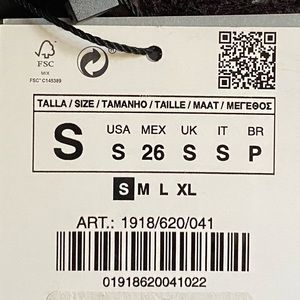 FSC
MIX
FSC® C145389
TALLA / SIZE / TAMANHO / TAILLE / MAAT / ΜΕΓΕΘΟΣ
S
USA MEX UK IT BR
S 26 S S P
S M L XL
ART.: 1918/620/041
01918620041022